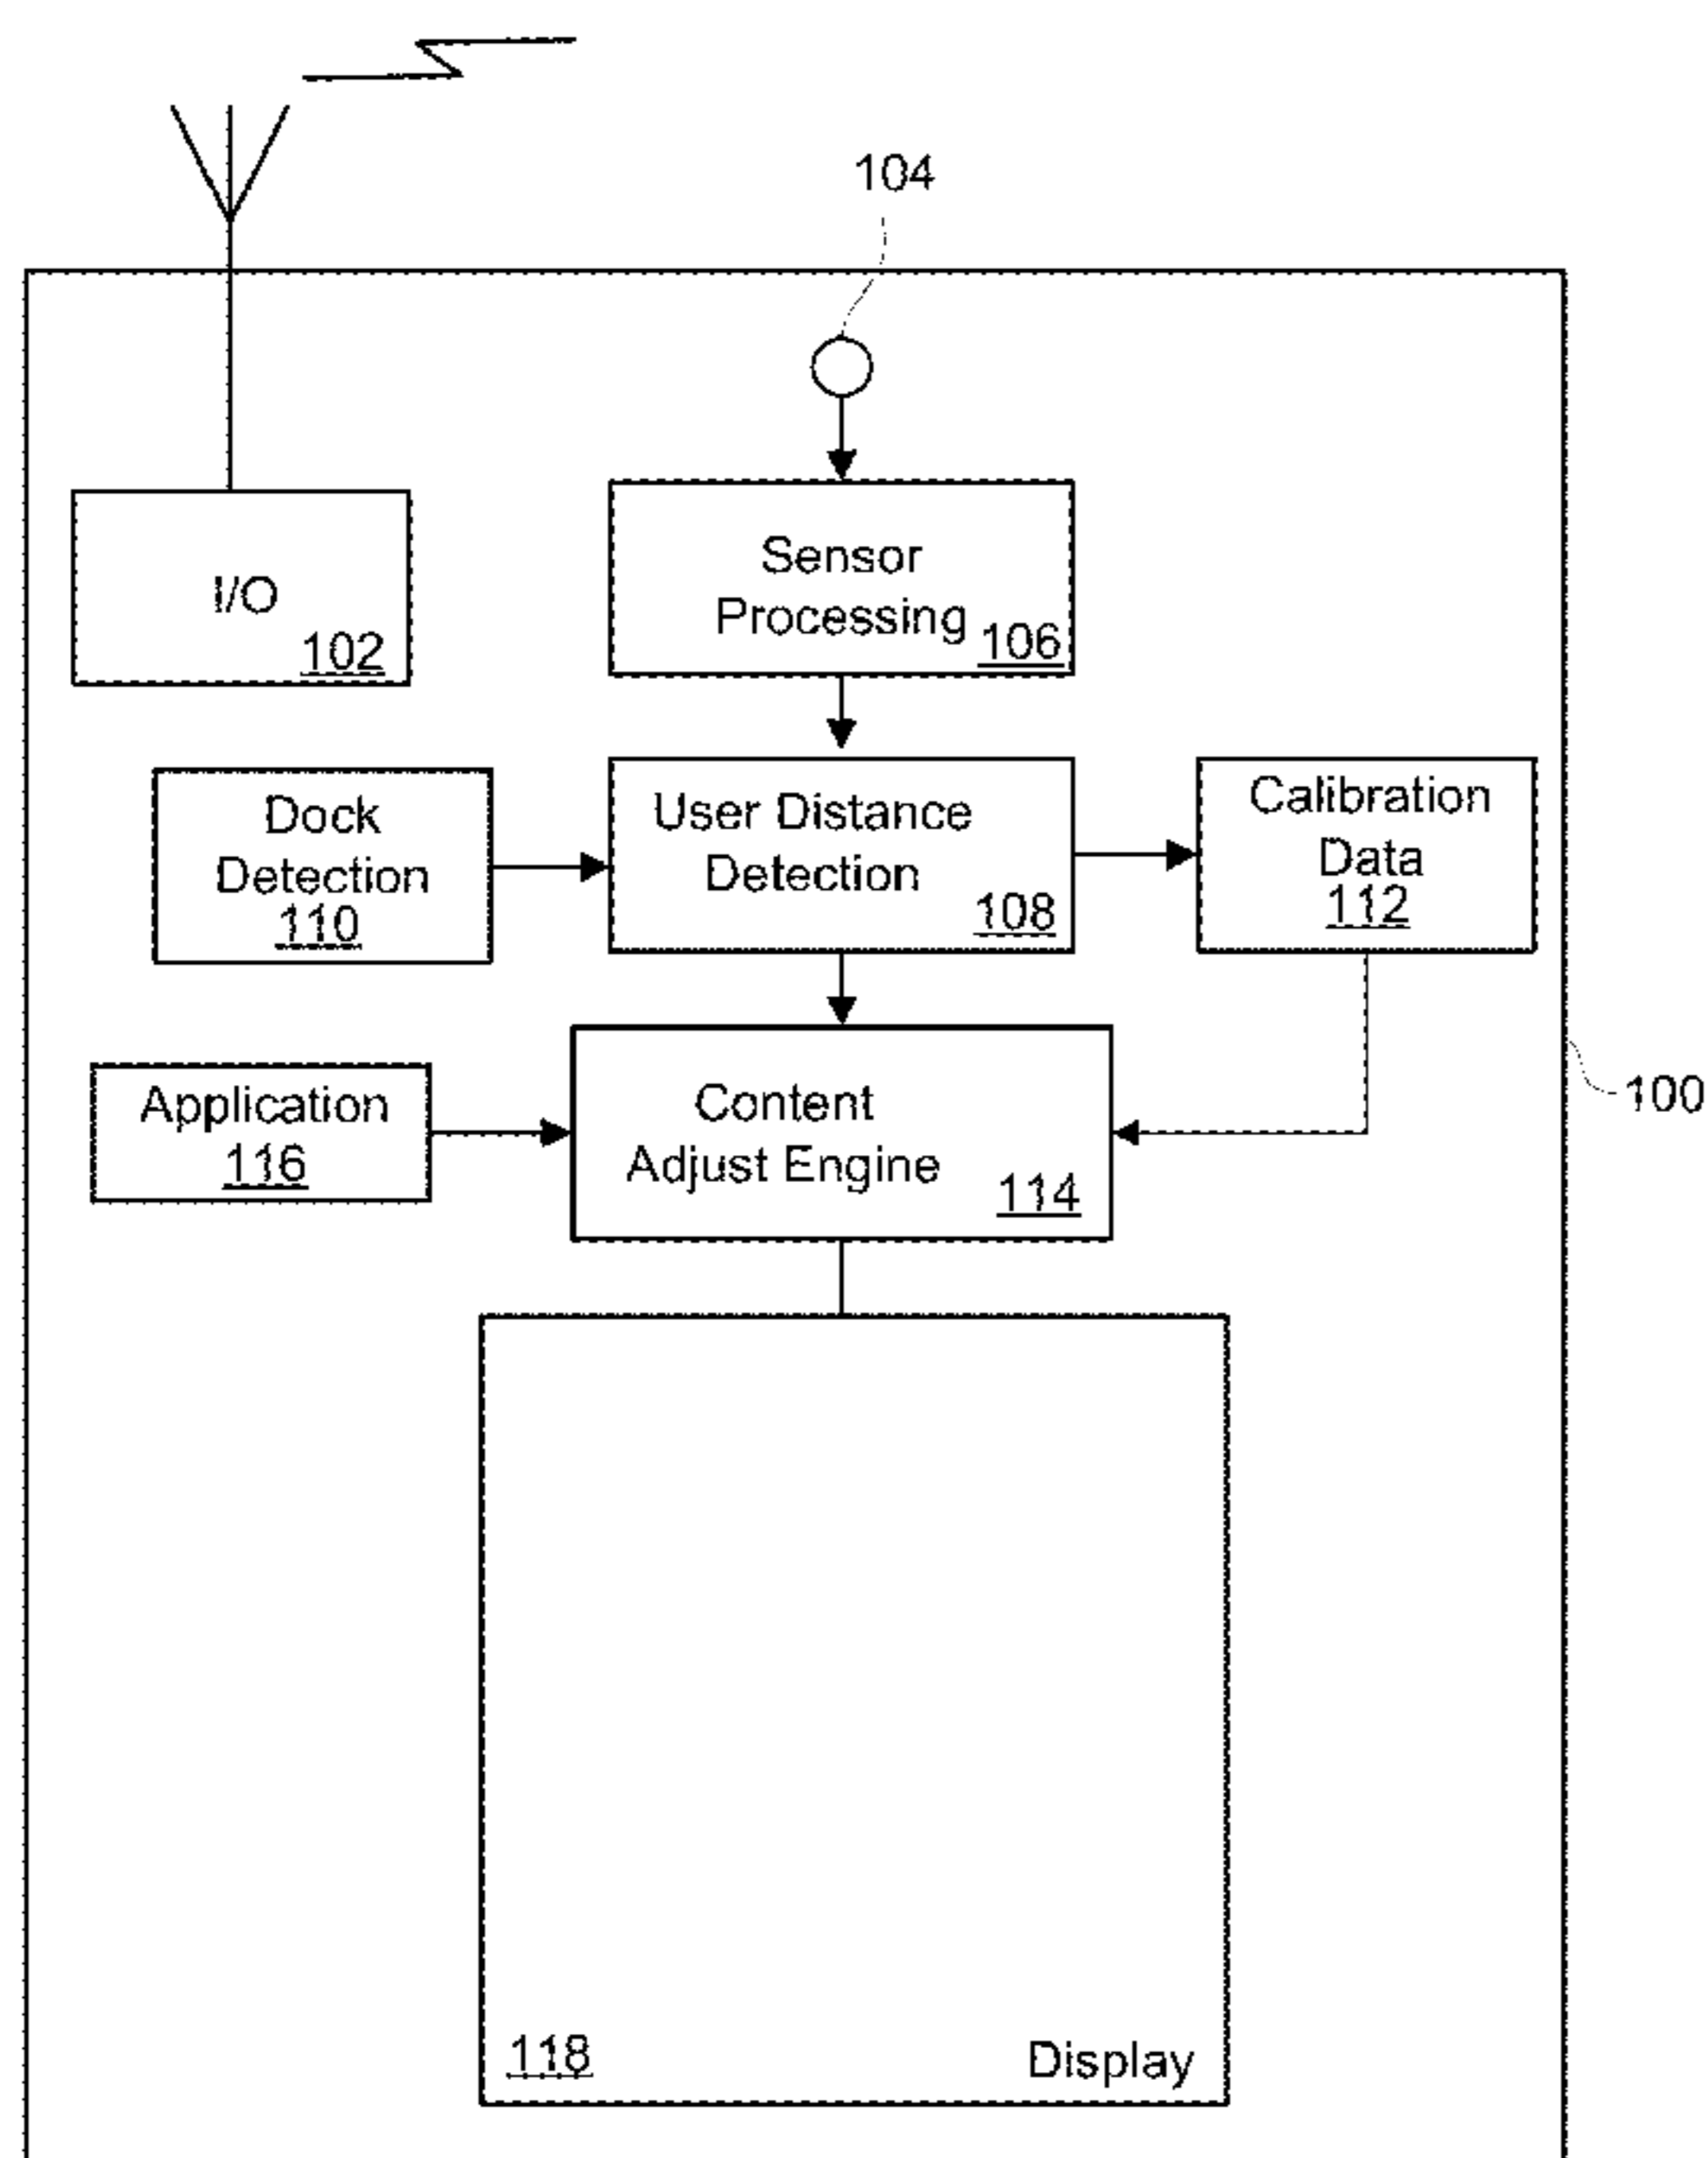 104
I/O
102
Sensor
Processing
106
Dock
Detection
110
User Distance
Detection
108
Calibration
Data
112
Application
116
Content
Adjust Engine
114
100
118
Display